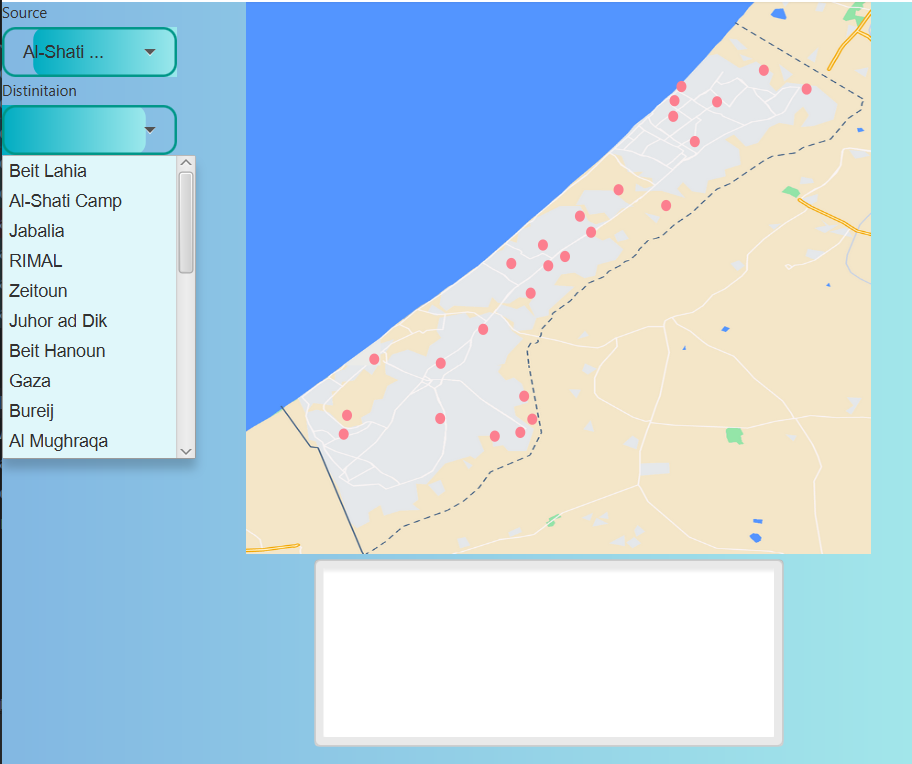 Source
Al-Shati ...
Distinitaion
Beit Lahia
Al-Shati Camp
Jabalia
RIMAL
Zeitoun
Juhor ad Dik
Beit Hanoun
Gaza
Bureij
Al Mughraqa